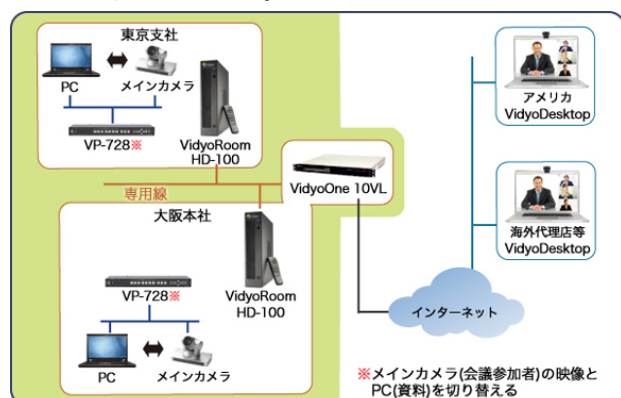 東京支社
PC
メインカメラ
VP-728※
VidyoRoom
HD-100
専用線
VidyoOne 10VL
大阪本社
VP-728※
VidyoRoom
HD-100
PC
メインカメラ
アメリカ
VidyoDesktop
海外代理店等
VidyoDesktop
インターネット
※メインカメラ(会議参加者)の映像と
PC(資料)を切り替える